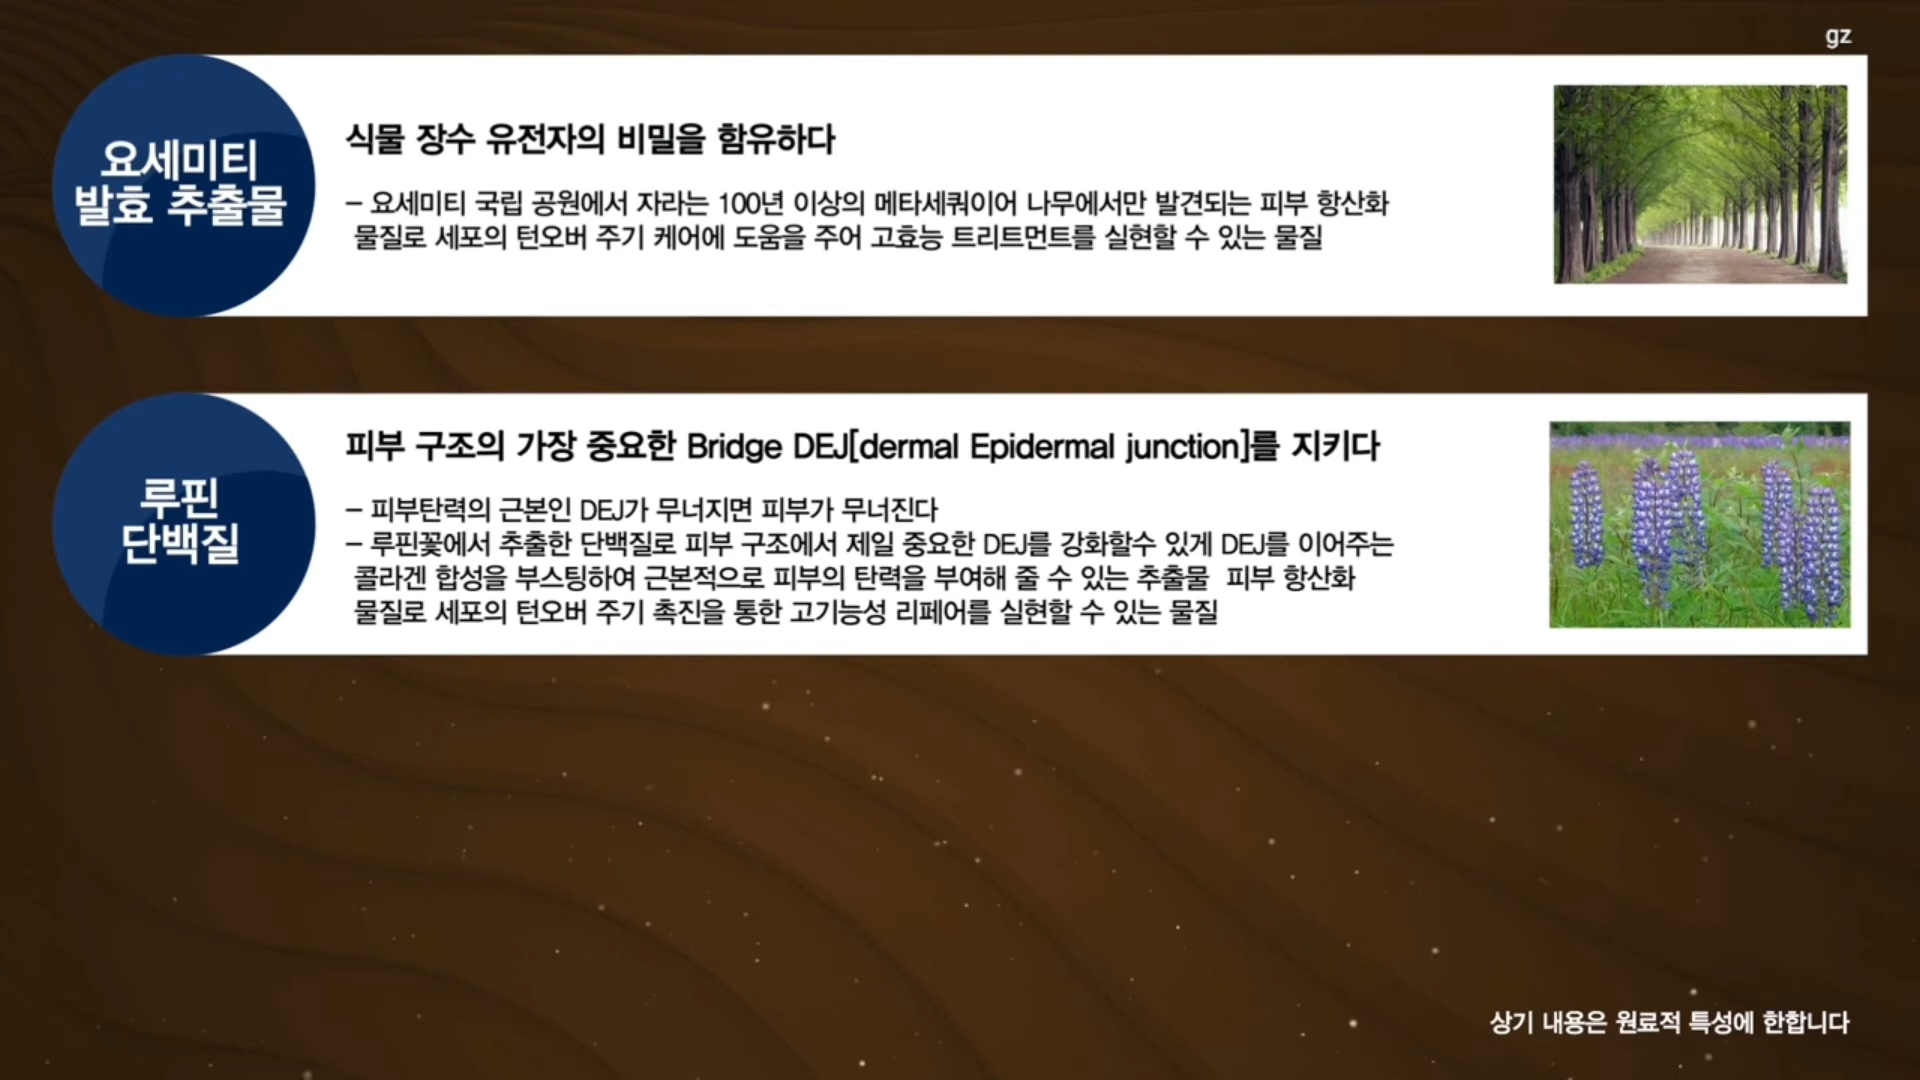 gz
요세미티
발효 추출물
식물 장수 유전자의 비밀을 함유하다
– 요세미티 국립 공원에서 자라는 100년 이상의 메타세쿼이어 나무에서만 발견되는 피부 항산화
물질로 세포의 턴오버 주기 케어에 도움을 주어 고효능 트리트먼트를 실현할 수 있는 물질
루핀
단백질
피부 구조의 가장 중요한 Bridge DEJ[dermal Epidermal junction]를 지키다
– 피부탄력의 근본인 DEJ가 무너지면 피부가 무너진다
– 루핀꽃에서 추출한 단백질로 피부 구조에서 제일 중요한 DEJ를 강화할수 있게 DEJ를 이어주는
콜라겐 합성을 부스팅하여 근본적으로 피부의 탄력을 부여해 줄 수 있는 추출물 피부 항산화
물질로 세포의 턴오버 주기 촉진을 통한 고기능성 리페어를 실현할 수 있는 물질
상기 내용은 원료적 특성에 한합니다